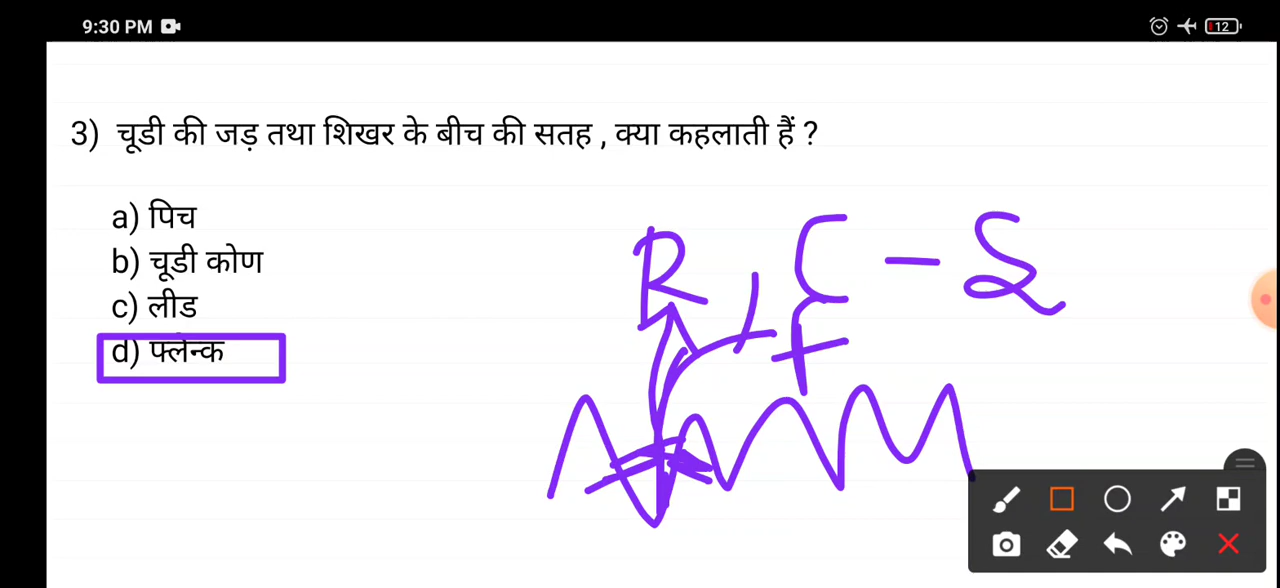 9:30 PM
12
3) चूडी की जड़ तथा शिखर के बीच की सतह , क्या कहलाती हैं ?
a) पिच
b) चूडी कोण
c) लीड
d) फ्लेन्क
R , C - S
F